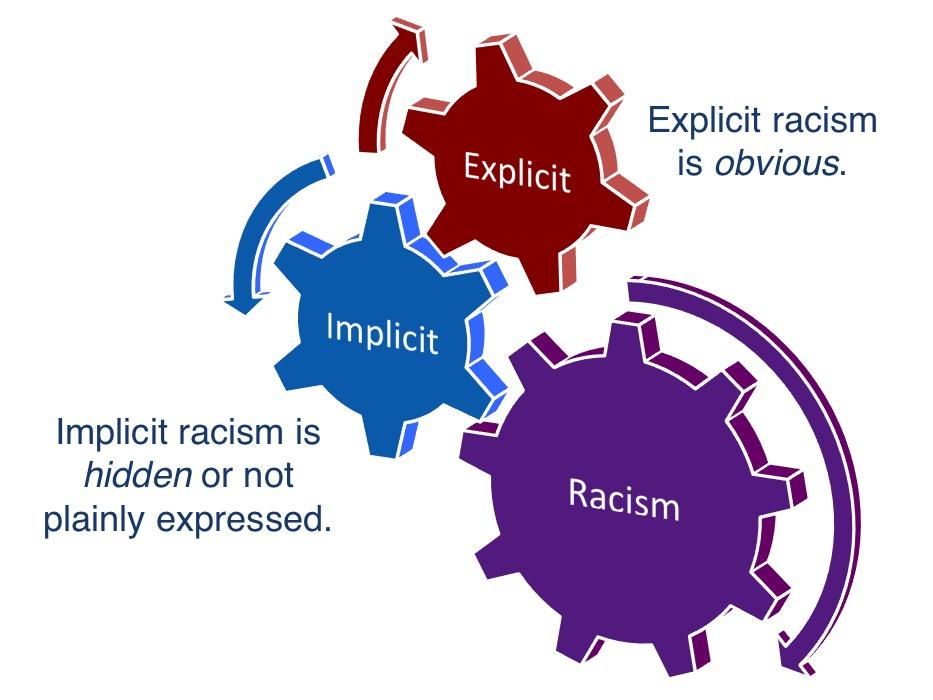 Explicit
Explicit racism
is obvious.
Implicit
Implicit racism is
hidden or not
plainly expressed.
Racism